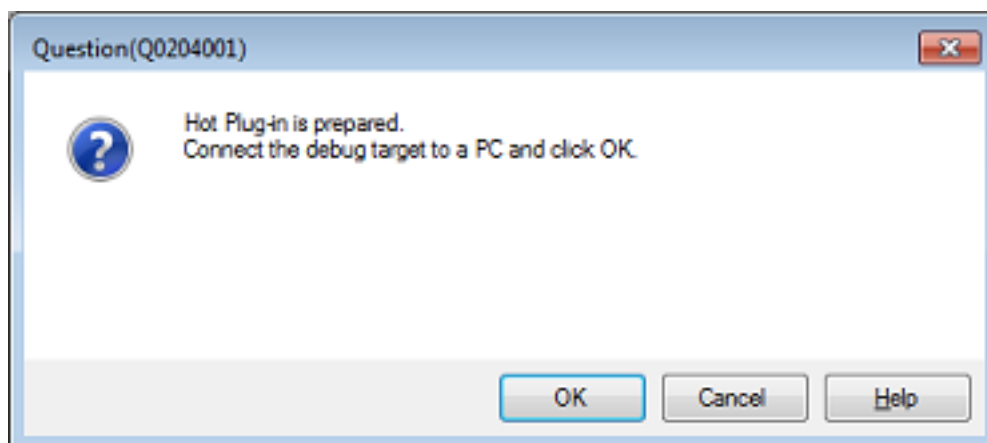 Question(Q0204001)
Hot Plug-in is prepared.
Connect the debug target to a PC and click OK.
OK
Cancel
Help